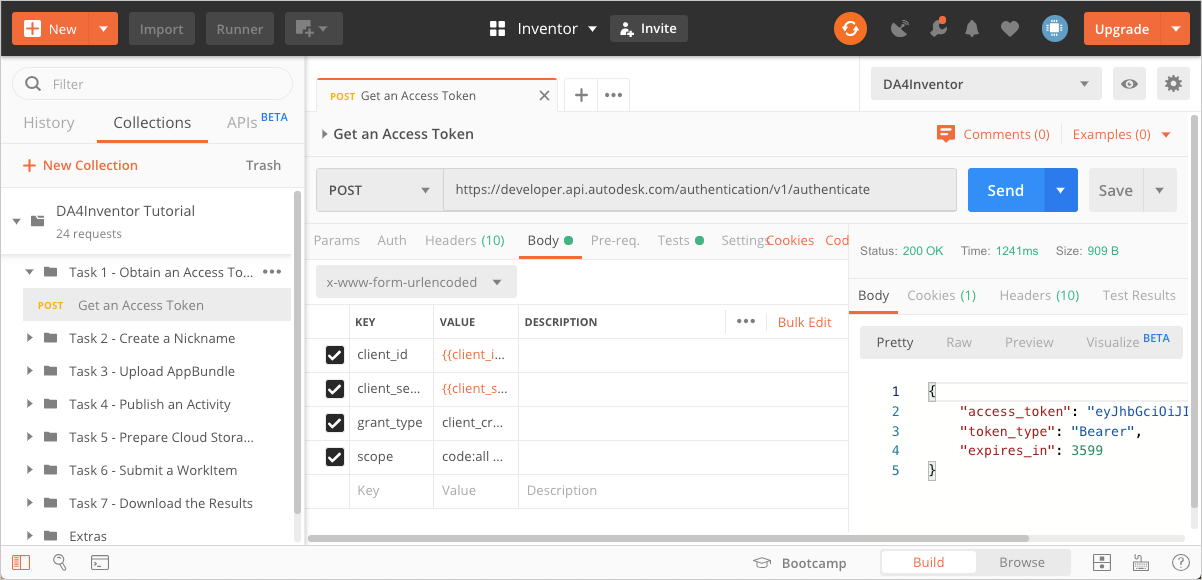 New
Import
Runner
Inventor
Invite
Upgrade
Filter
History
Collections
APIs BETA
New Collection
Trash
DA4Inventor Tutorial
24 requests
Task 1 - Obtain an Access To...
POST Get an Access Token
Task 2 - Create a Nickname
Task 3 - Upload AppBundle
Task 4 - Publish an Activity
Task 5 - Prepare Cloud Stora...
Task 6 - Submit a WorkItem
Task 7 - Download the Results
Extras
POST Get an Access Token
DA4Inventor
Get an Access Token
Comments (0)
Examples (0)
POST
https://developer.api.autodesk.com/authentication/v1/authenticate
Send
Save
Params
Auth
Headers (10)
Body
Pre-req.
Tests
Settings
Cookies
Cod
x-www-form-urlencoded
KEY VALUE DESCRIPTION
Bulk Edit
client_id {{client_i...
client_se... {{client_s...
grant_type client_cr...
scope code:all ...
Key Value Description
Status: 200 OK Time: 1241ms Size: 909 B
Body
Cookies (1)
Headers (10)
Test Results
Pretty
Raw
Preview
Visualize BETA
1 {
2 "access_token": "eyJhbGciOiJI
3 "token_type": "Bearer",
4 "expires_in": 3599
5 }
Bootcamp
Build
Browse